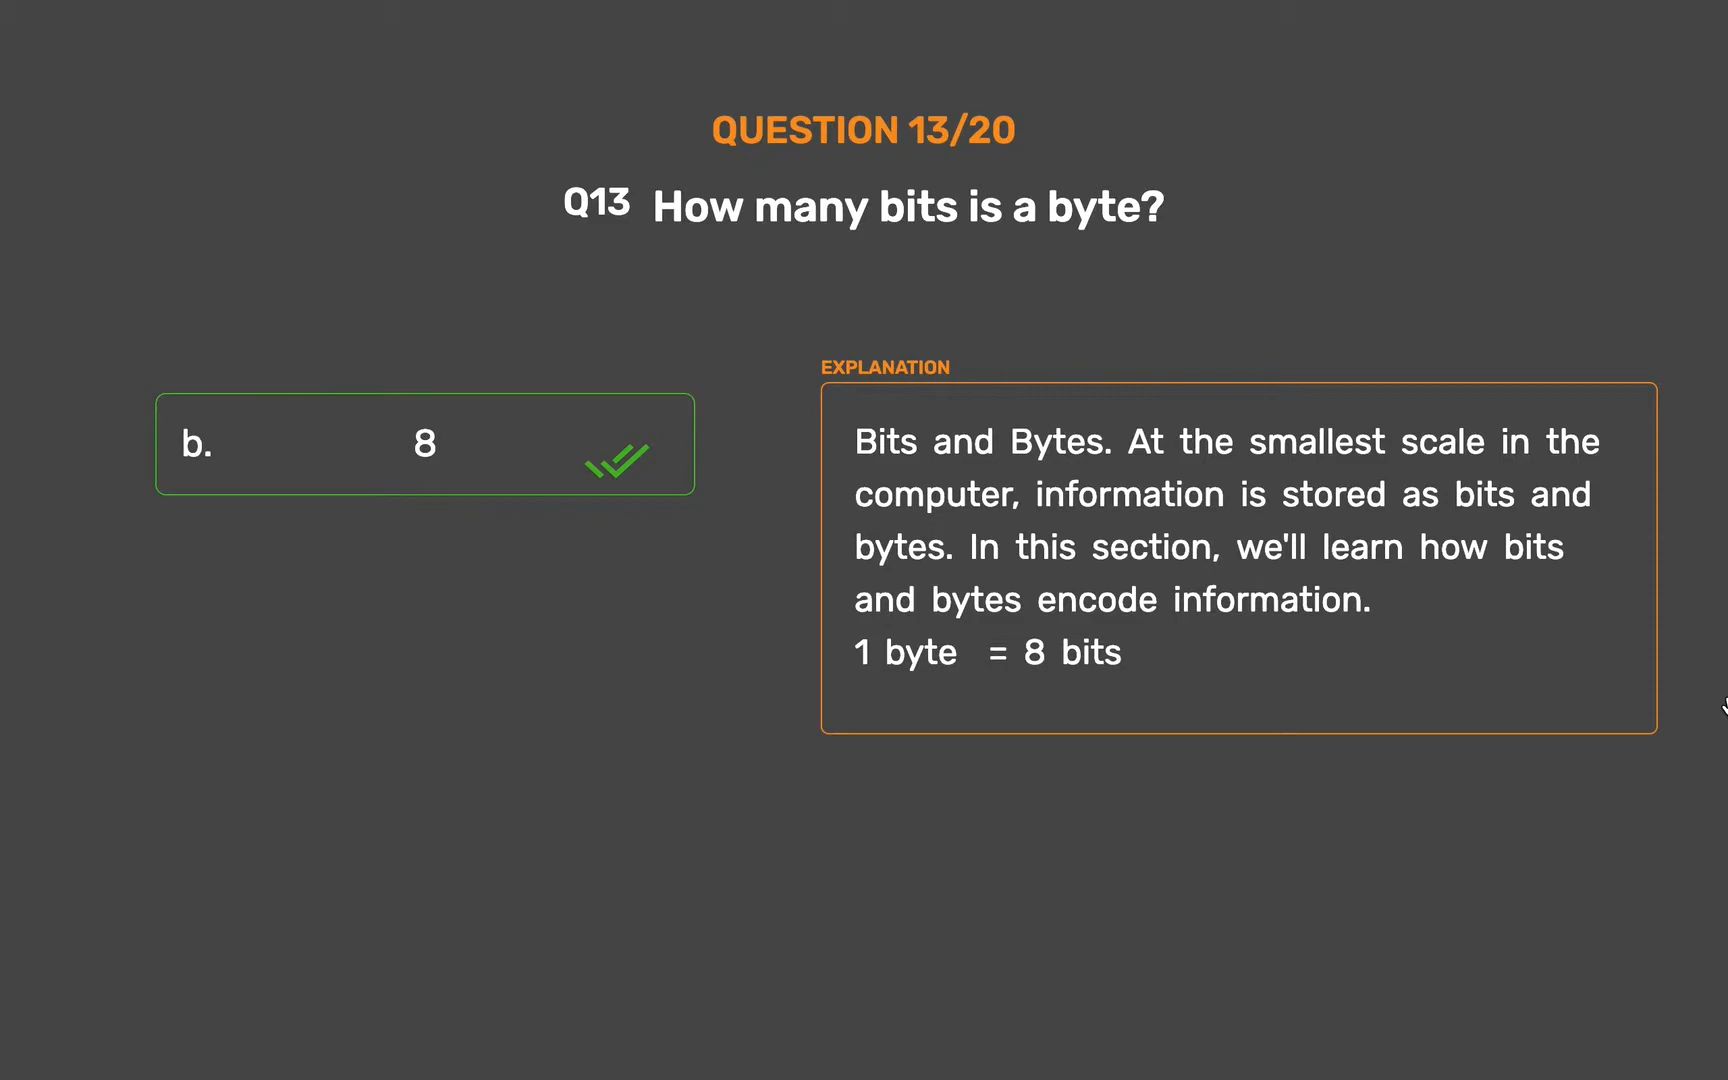 QUESTION 13/20
Q13 How many bits is a byte?
b. 8
EXPLANATION
Bits and Bytes. At the smallest scale in the
computer, information is stored as bits and
bytes. In this section, we'll learn how bits
and bytes encode information.
1 byte = 8 bits